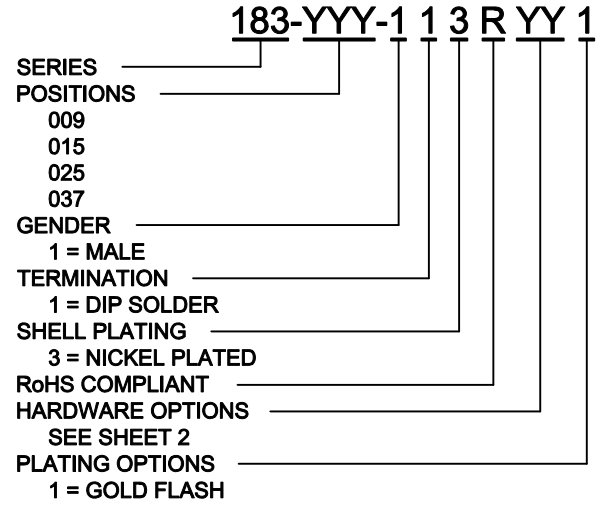 183-YYY-1 1 3 R YY 1
SERIES
POSITIONS
009
015
025
037
GENDER
1 = MALE
TERMINATION
1 = DIP SOLDER
SHELL PLATING
3 = NICKEL PLATED
RoHS COMPLIANT
HARDWARE OPTIONS
SEE SHEET 2
PLATING OPTIONS
1 = GOLD FLASH